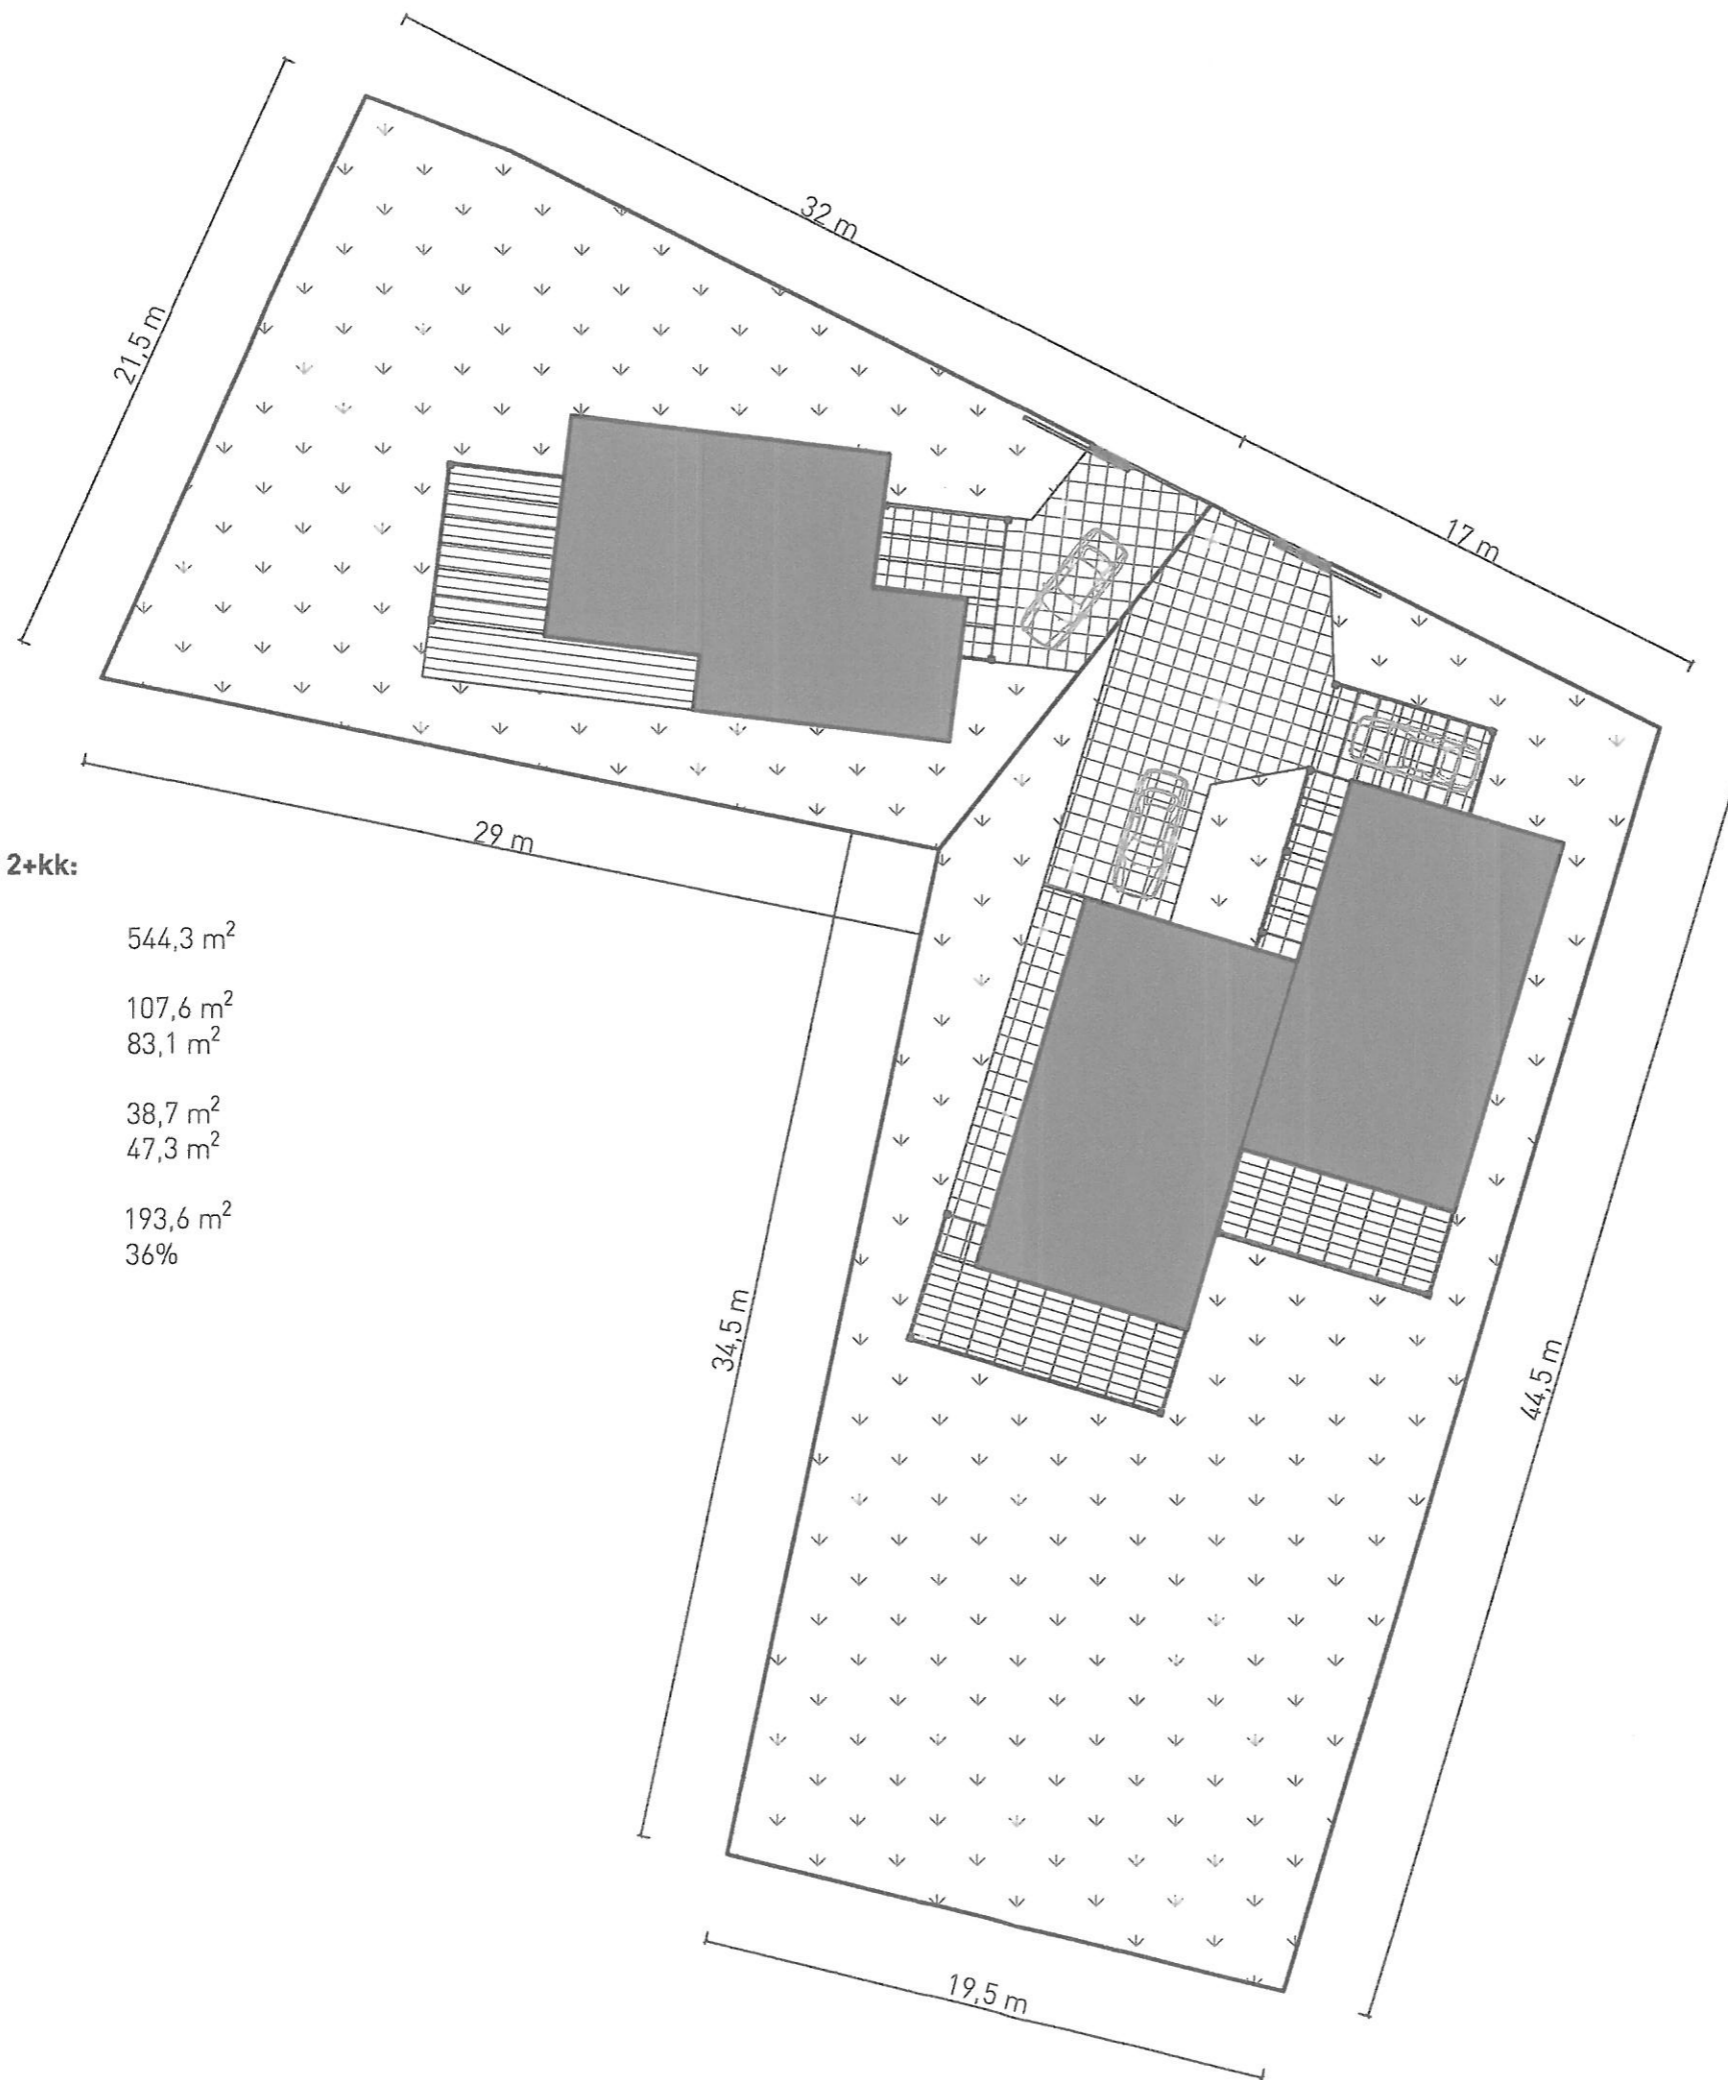 32 m
21,5 m
17 m
29 m
2+kk:
544,3 m²
107,6 m²
83,1 m²
38,7 m²
47,3 m²
193,6 m²
36%
34,5 m
44,5 m
19,5 m